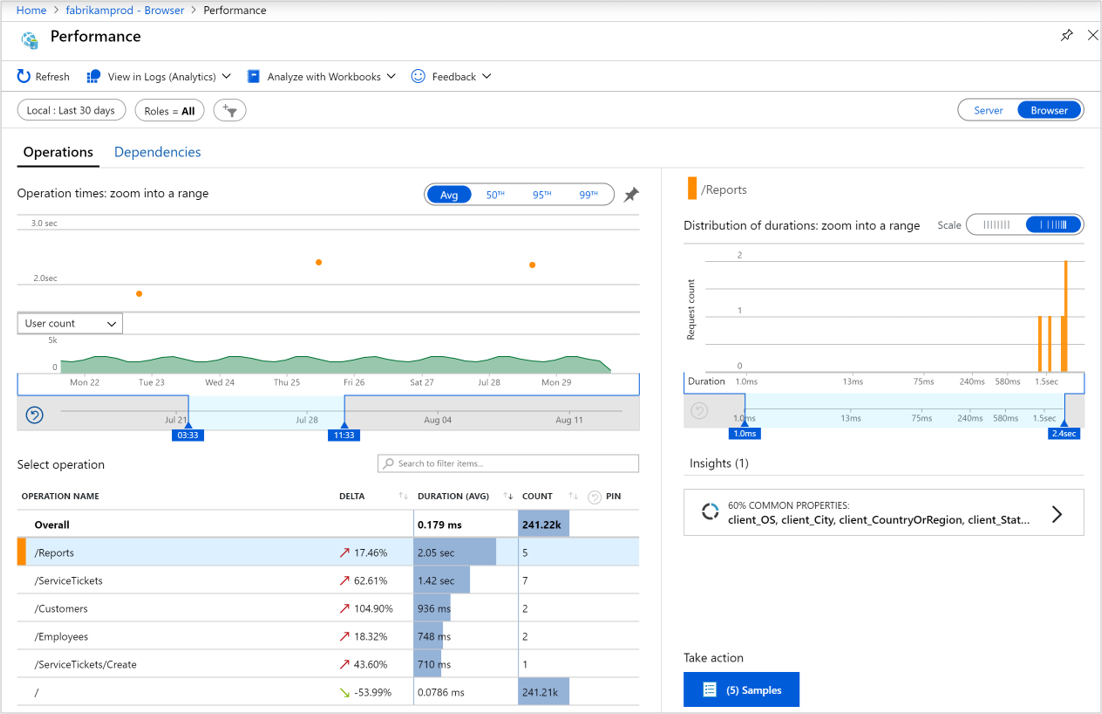 Home > fabrikamprod - Browser > Performance
Performance
Refresh View in Logs (Analytics) Analyze with Workbooks Feedback
Local : Last 30 days Roles = All Server Browser
Operations Dependencies
Operation times: zoom into a range Avg 50TH 95TH 99TH
3.0 sec
2.0sec
User count
5k
0
Mon 22 Tue 23 Wed 24 Thu 25 Fri 26 Sat 27 Jul 28 Mon 29
Jul 21 Jul 28 Aug 04 Aug 11
03:33 11:33
Select operation Search to filter items...
OPERATION NAME DELTA DURATION (AVG) COUNT PIN
Overall 0.179 ms 241.22k
/Reports 17.46% 2.05 sec 5
/ServiceTickets 62.61% 1.42 sec 7
/Customers 104.90% 936 ms 2
/Employees 18.32% 748 ms 2
/ServiceTickets/Create 43.60% 710 ms 1
/ -53.99% 0.0786 ms 241.21k
/Reports
Distribution of durations: zoom into a range Scale
Request count
2
1
0
Duration 1.0ms 13ms 75ms 240ms 580ms 1.5sec
1.0ms 13ms 75ms 240ms 580ms 1.5sec
1.0ms 2.4sec
Insights (1)
60% COMMON PROPERTIES:
client_OS, client_City, client_CountryOrRegion, client_Stat...
Take action
(5) Samples